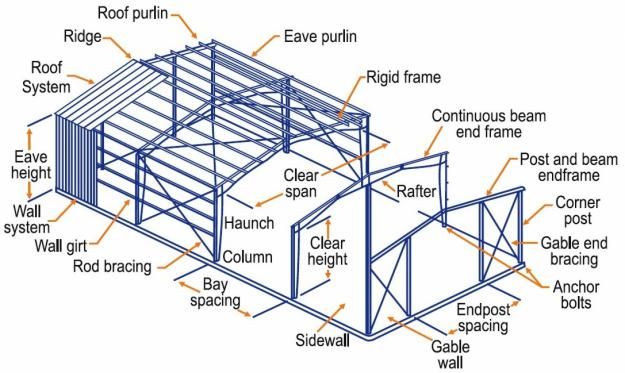 Roof purlin
Ridge
Eave purlin
Roof
System
Rigid frame
Continuous beam
end frame
Post and beam
endframe
Eave
height
Clear
span
Rafter
Corner
post
Wall
system
Haunch
Wall girt
Clear
height
Gable end
bracing
Rod bracing
Column
Anchor
bolts
Bay
spacing
Endpost
spacing
Sidewall
Gable
wall